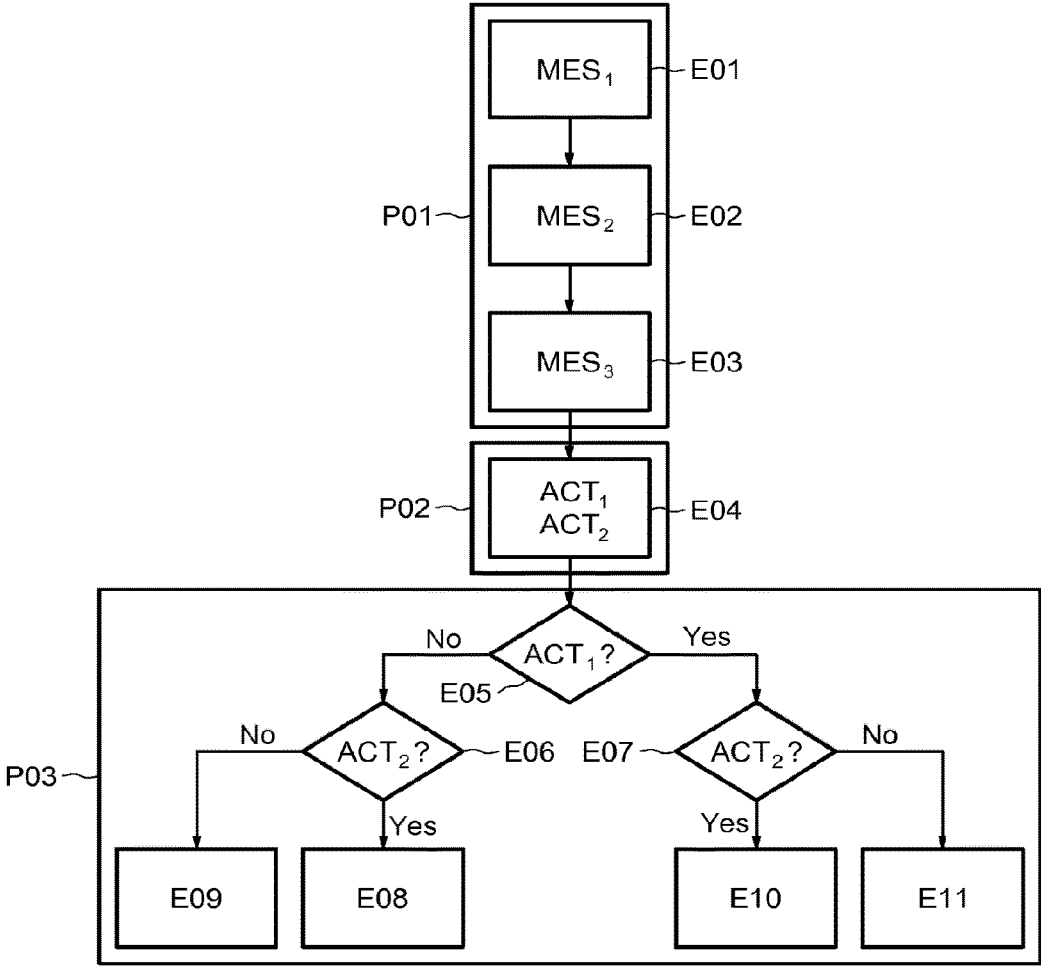 MES₁ E01
P01 MES₂ E02
MES₃ E03
P02 ACT₁ E04
ACT₂
No ACT₁? Yes
E05
No ACT₂? E06 E07 ACT₂? No
P03
Yes Yes
E09 E08 E10 E11